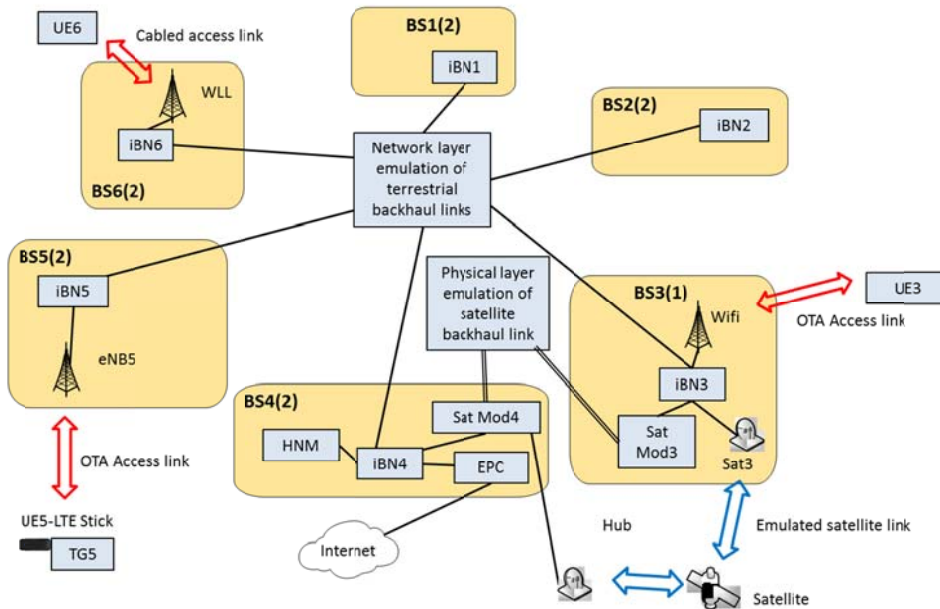 UE6
Cabled access link
BS1(2)
iBN1
WLL
iBN6
BS6(2)
BS2(2)
iBN2
Network layer
emulation of
terrestrial
backhaul links
BS5(2)
iBN5
eNB5
Physical layer
emulation of
satellite
backhaul link
BS3(1)
Wifi
UE3
OTA Access link
iBN3
Sat
Mod3
Sat3
BS4(2)
Sat Mod4
HNM
iBN4
EPC
OTA Access link
UE5-LTE Stick
TG5
Internet
Hub
Emulated satellite link
Satellite